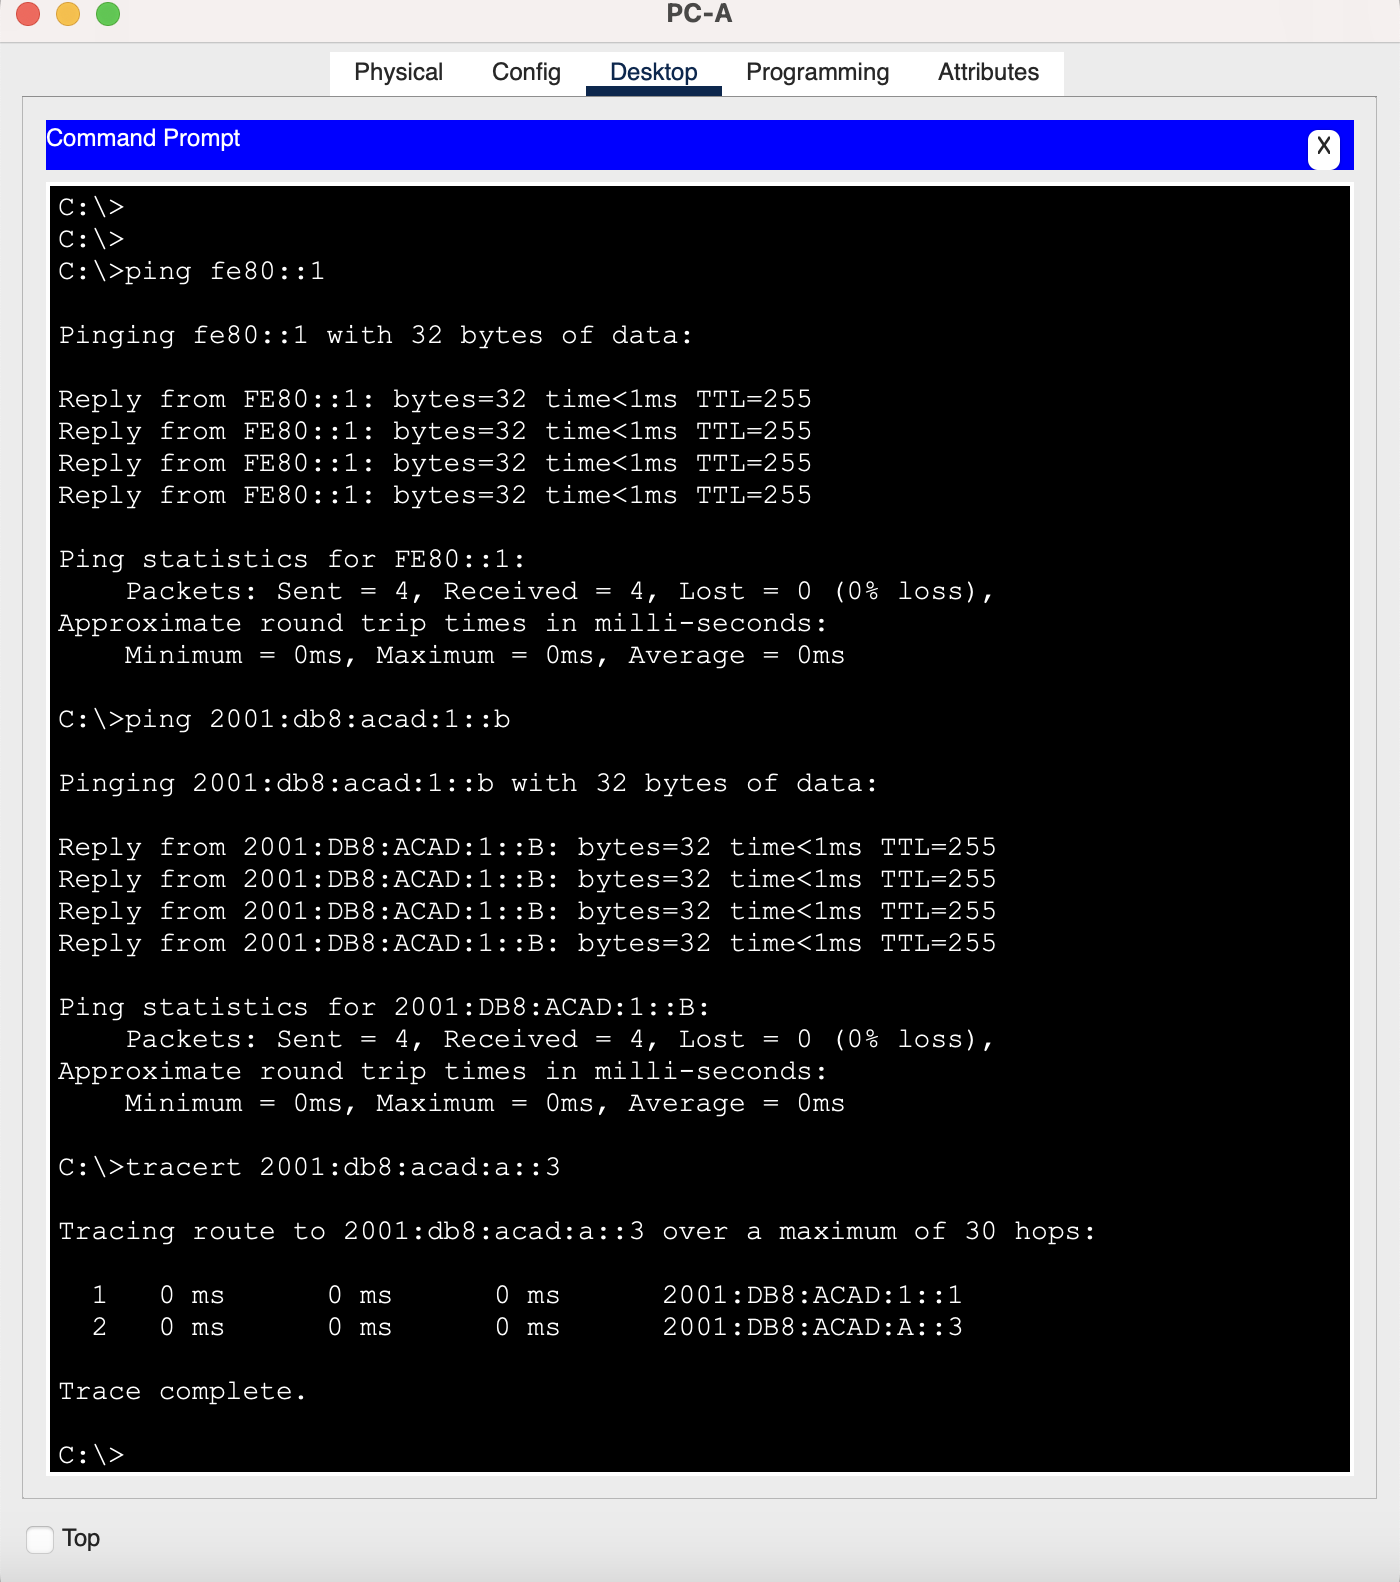 PC-A
Physical Config Desktop Programming Attributes
Command Prompt
X
C:\>
C:\>
C:\>ping fe80::1
Pinging fe80::1 with 32 bytes of data:
Reply from FE80::1: bytes=32 time<1ms TTL=255
Reply from FE80::1: bytes=32 time<1ms TTL=255
Reply from FE80::1: bytes=32 time<1ms TTL=255
Reply from FE80::1: bytes=32 time<1ms TTL=255
Ping statistics for FE80::1:
Packets: Sent = 4, Received = 4, Lost = 0 (0% loss),
Approximate round trip times in milli-seconds:
Minimum = 0ms, Maximum = 0ms, Average = 0ms
C:\>ping 2001:db8:acad:1::b
Pinging 2001:db8:acad:1::b with 32 bytes of data:
Reply from 2001:DB8:ACAD:1::B: bytes=32 time<1ms TTL=255
Reply from 2001:DB8:ACAD:1::B: bytes=32 time<1ms TTL=255
Reply from 2001:DB8:ACAD:1::B: bytes=32 time<1ms TTL=255
Reply from 2001:DB8:ACAD:1::B: bytes=32 time<1ms TTL=255
Ping statistics for 2001:DB8:ACAD:1::B:
Packets: Sent = 4, Received = 4, Lost = 0 (0% loss),
Approximate round trip times in milli-seconds:
Minimum = 0ms, Maximum = 0ms, Average = 0ms
C:\>tracert 2001:db8:acad:a::3
Tracing route to 2001:db8:acad:a::3 over a maximum of 30 hops:
1 0 ms 0 ms 0 ms 2001:DB8:ACAD:1::1
2 0 ms 0 ms 0 ms 2001:DB8:ACAD:A::3
Trace complete.
C:\>
Top